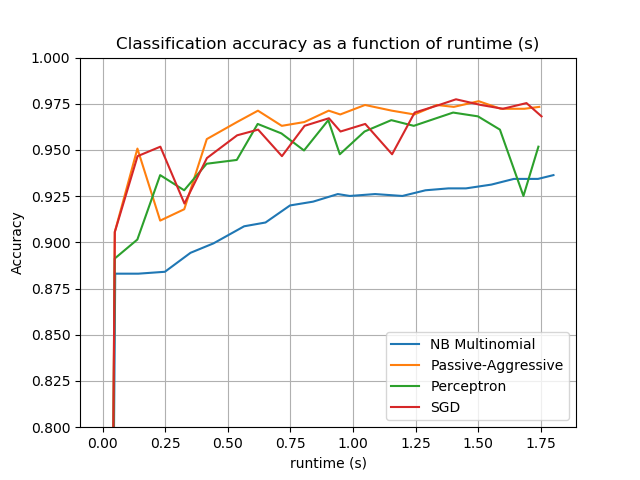 Classification accuracy as a function of runtime (s)
1.000
0.975
0.950
0.925
0.900
0.875
0.850
0.825
0.800
Accuracy
NB Multinomial
Passive-Aggressive
Perceptron
SGD
0.00 0.25 0.50 0.75 1.00 1.25 1.50 1.75
runtime (s)